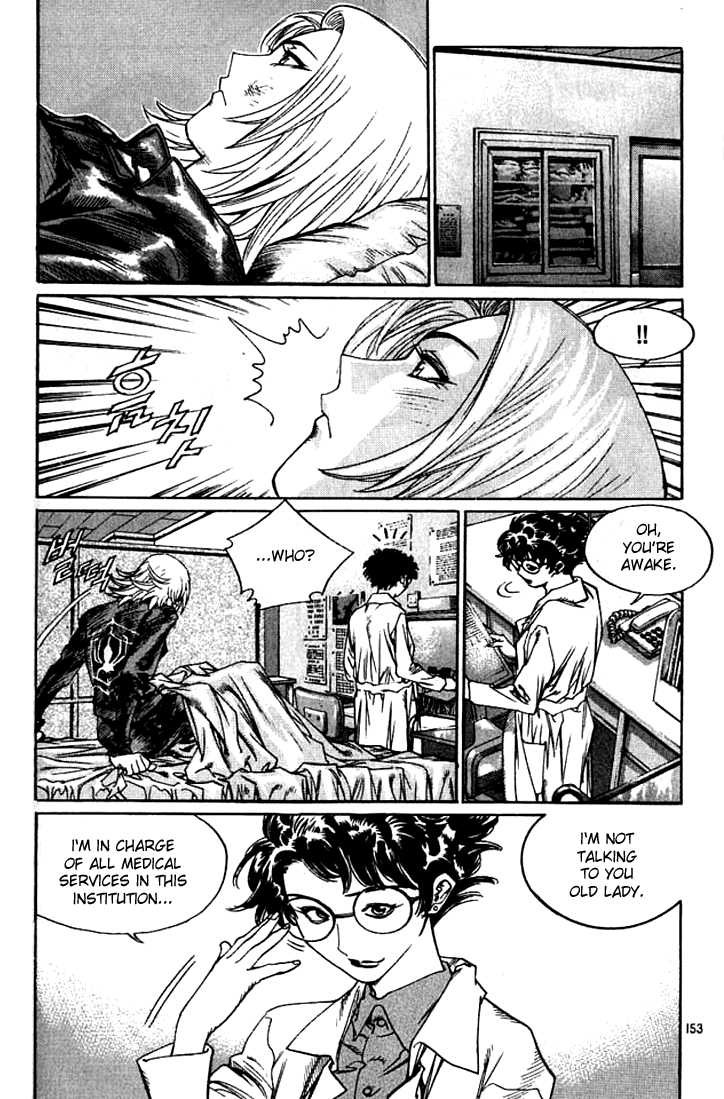 !!
...WHO?
OH,
YOU'RE
AWAKE.
I'M IN CHARGE
OF ALL MEDICAL
SERVICES IN THIS
INSTITUTION...
I'M NOT
TALKING
TO YOU
OLD LADY.
153